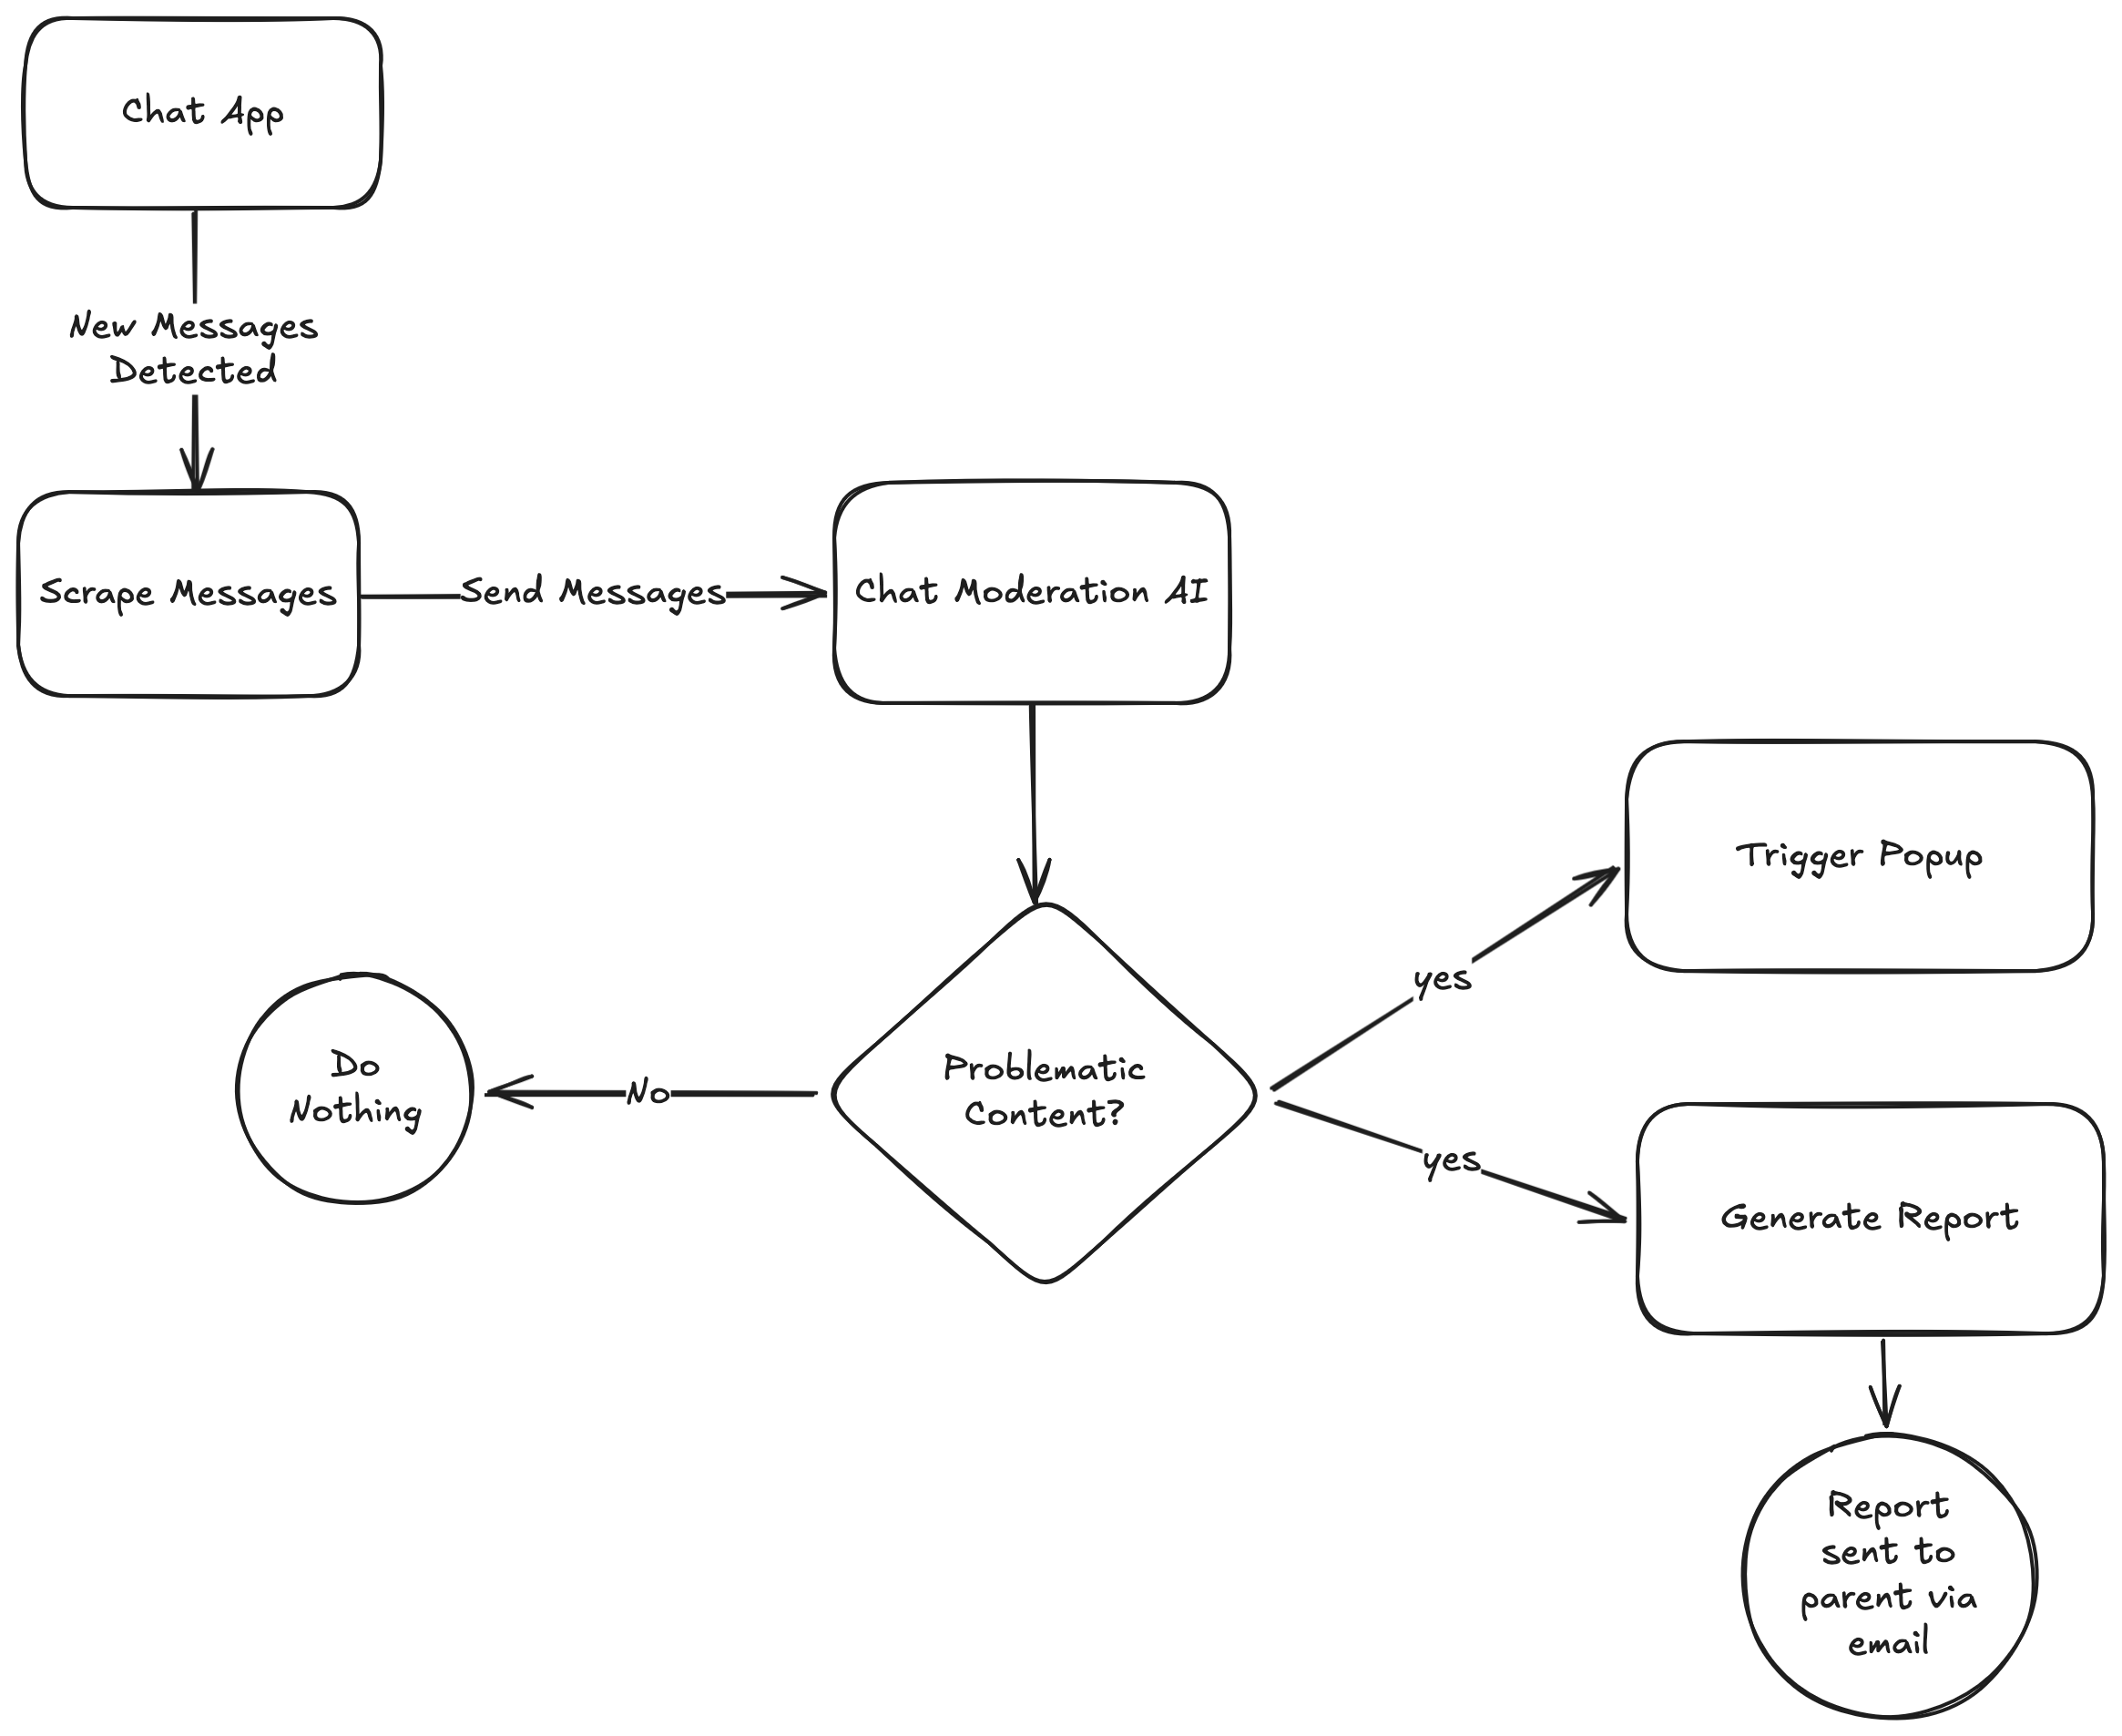 Chat App
New Messages
Detected
Scrape Messages
Send Messages
Chat Moderation AI
Trigger Popup
yes
Do
Nothing
No
Problematic
Content?
yes
Generate Report
Report
sent to
parent via
email